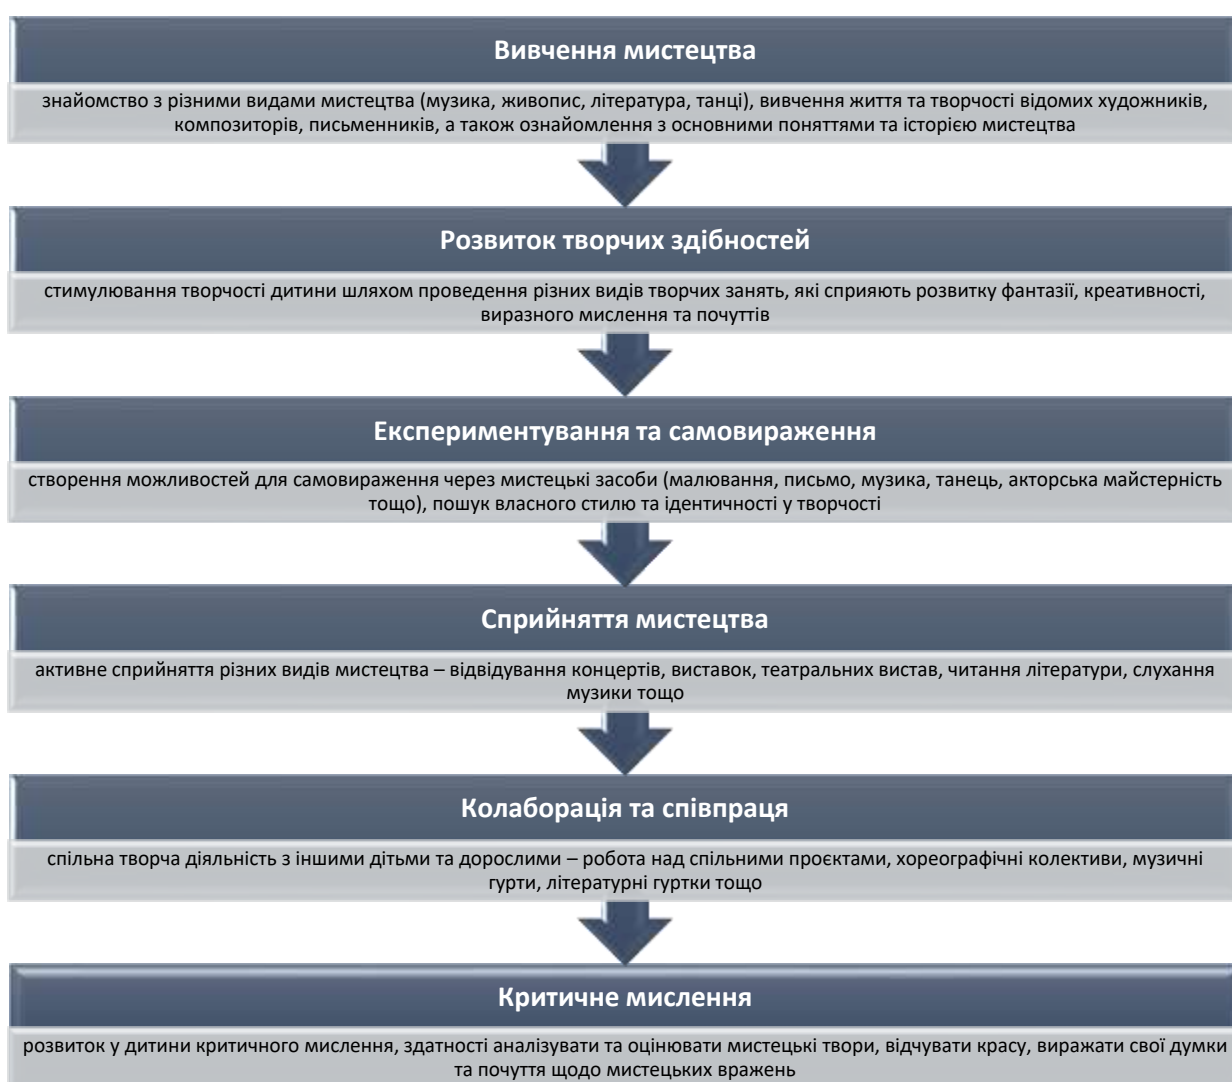 Вивчення мистецтва
знайомство з різними видами мистецтва (музика, живопис, література, танці), вивчення життя та творчості відомих художників,
композиторів, письменників, а також ознайомлення з основними поняттями та історією мистецтва
Розвиток творчих здібностей
стимулювання творчості дитини шляхом проведення різних видів творчих занять, які сприяють розвитку фантазії, креативності,
виразного мислення та почуттів
Експериментування та самовираження
створення можливостей для самовираження через мистецькі засоби (малювання, письмо, музика, танець, акторська майстерність
тощо), пошук власного стилю та ідентичності у творчості
Сприйняття мистецтва
активне сприйняття різних видів мистецтва – відвідування концертів, виставок, театральних вистав, читання літератури, слухання
музики тощо
Колаборація та співпраця
спільна творча діяльність з іншими дітьми та дорослими – робота над спільними проєктами, хореографічні колективи, музичні
гурти, літературні гуртки тощо
Критичне мислення
розвиток у дитини критичного мислення, здатності аналізувати та оцінювати мистецькі твори, відчувати красу, виражати свої думки
та почуття щодо мистецьких вражень